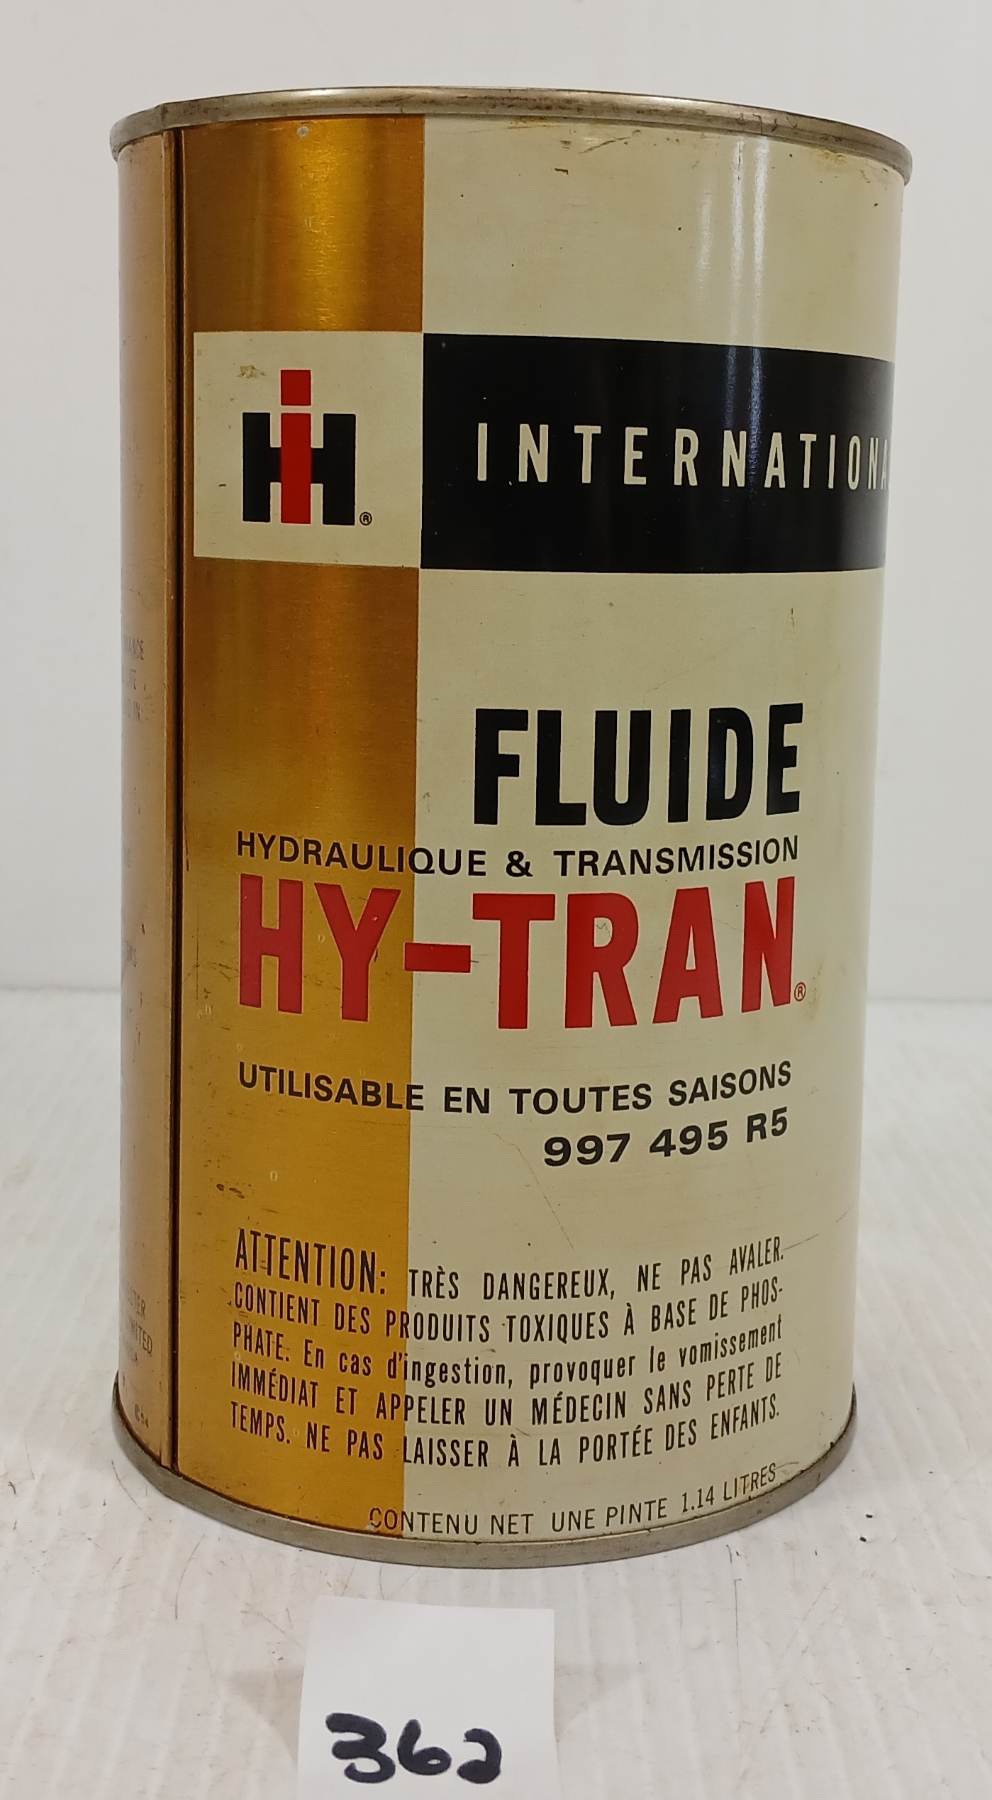 IH®
INTERNATIONA
FLUIDE
HYDRAULIQUE & TRANSMISSION
HY-TRAN®
UTILISABLE EN TOUTES SAISONS
997 495 R5
ATTENTION: TRÈS DANGEREUX, NE PAS AVALER.
CONTIENT DES PRODUITS TOXIQUES À BASE DE PHOS-
PHATE. En cas d'ingestion, provoquer le vomissement
IMMÉDIAT ET APPELER UN MÉDECIN SANS PERTE DE
TEMPS. NE PAS LAISSER À LA PORTÉE DES ENFANTS.
CONTENU NET UNE PINTE 1.14 LITRES
362